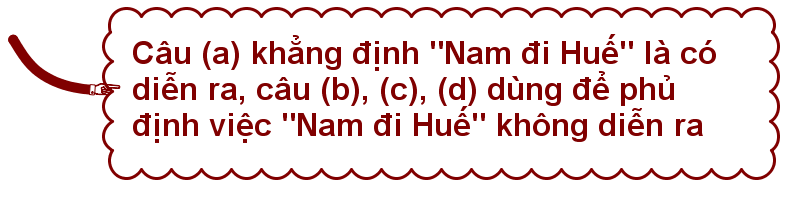 Câu (a) khẳng định "Nam đi Huế" là có
diễn ra, câu (b), (c), (d) dùng để phủ
định việc "Nam đi Huế" không diễn ra